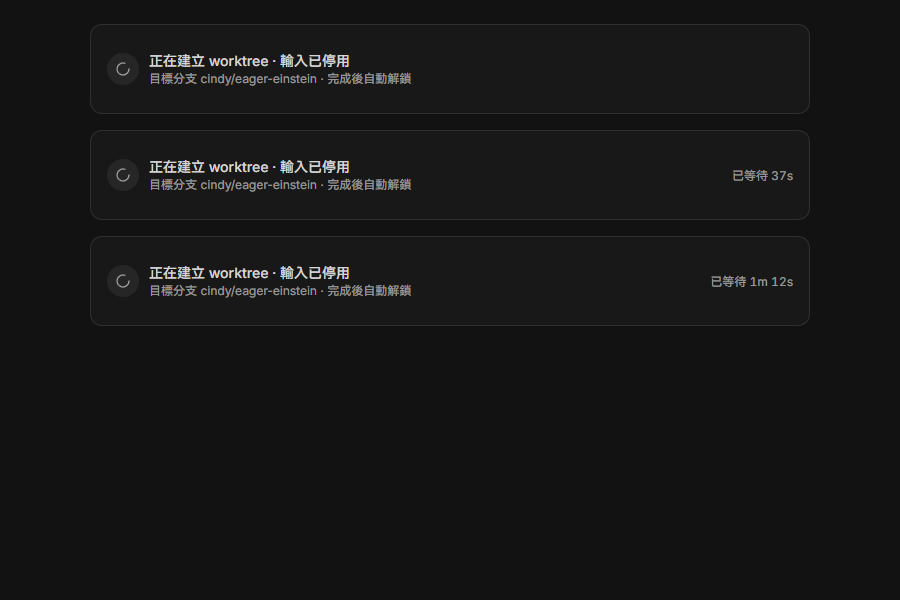 正在建立 worktree · 輸入已停用
目標分支 cindy/eager-einstein · 完成後自動解鎖
正在建立 worktree · 輸入已停用
目標分支 cindy/eager-einstein · 完成後自動解鎖
已等待 37s
正在建立 worktree · 輸入已停用
目標分支 cindy/eager-einstein · 完成後自動解鎖
已等待 1m 12s